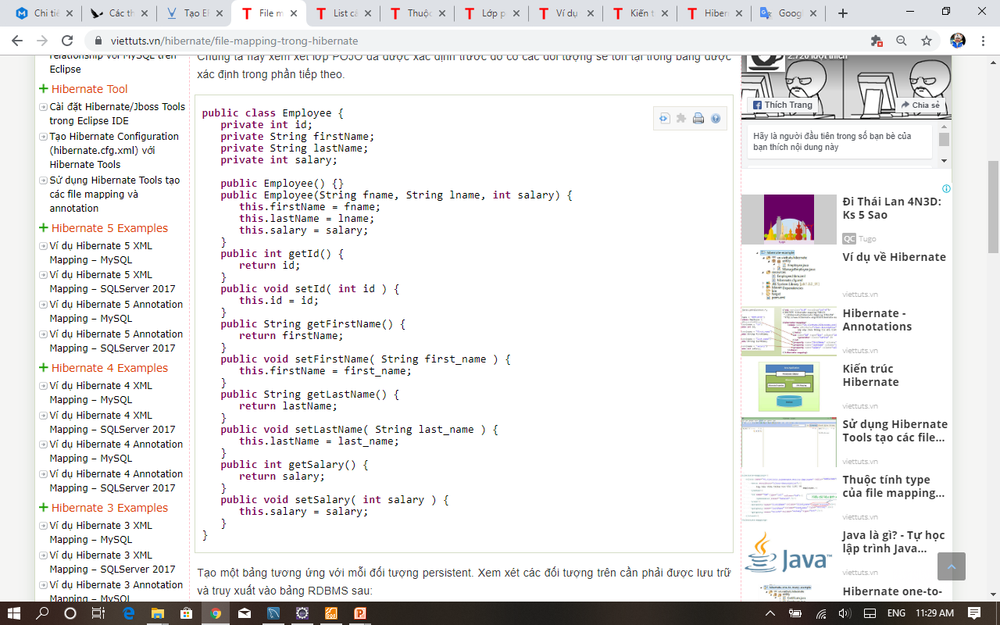 Chi tiế
Các th
Tạo EF
File m
List cá
Thuộc
Lớp p
Ví dụ
Kiến t
Hibern
Googl
viettuts.vn/hibernate/file-mapping-trong-hibernate
relationship với MySQL trên
Eclipse
Hibernate Tool
Cài đặt Hibernate/Jboss Tools
trong Eclipse IDE
Tạo Hibernate Configuration
(hibernate.cfg.xml) với
Hibernate Tools
Sử dụng Hibernate Tools tạo
các file mapping và
annotation
Hibernate 5 Examples
Ví dụ Hibernate 5 XML
Mapping – MySQL
Ví dụ Hibernate 5 XML
Mapping – SQLServer 2017
Ví dụ Hibernate 5 Annotation
Mapping – MySQL
Ví dụ Hibernate 5 Annotation
Mapping – SQLServer 2017
Hibernate 4 Examples
Ví dụ Hibernate 4 XML
Mapping – MySQL
Ví dụ Hibernate 4 XML
Mapping – SQLServer 2017
Ví dụ Hibernate 4 Annotation
Mapping – MySQL
Ví dụ Hibernate 4 Annotation
Mapping – SQLServer 2017
Hibernate 3 Examples
Ví dụ Hibernate 3 XML
Mapping – MySQL
Ví dụ Hibernate 3 XML
Mapping – SQLServer 2017
Ví dụ Hibernate 3 Annotation
Mapping – MySQL
Chúng ta hãy xem xét lớp POJO đã được xác định trước đó có các đối tượng sẽ tồn tại trong bảng được
xác định trong phần tiếp theo.
public class Employee {
private int id;
private String firstName;
private String lastName;
private int salary;
public Employee() {}
public Employee(String fname, String lname, int salary) {
this.firstName = fname;
this.lastName = lname;
this.salary = salary;
}
public int getId() {
return id;
}
public void setId( int id ) {
this.id = id;
}
public String getFirstName() {
return firstName;
}
public void setFirstName( String first_name ) {
this.firstName = first_name;
}
public String getLastName() {
return lastName;
}
public void setLastName( String last_name ) {
this.lastName = last_name;
}
public int getSalary() {
return salary;
}
public void setSalary( int salary ) {
this.salary = salary;
}
}
Tạo một bảng tương ứng với mỗi đối tượng persistent. Xem xét các đối tượng trên cần phải được lưu trữ
và truy xuất vào bảng RDBMS sau:
2.720 lượt thích
Thích Trang
Chia sẻ
Hãy là người đầu tiên trong số bạn bè của
bạn thích nội dung này
Đi Thái Lan 4N3D:
Ks 5 Sao
QC Tugo
Ví dụ về Hibernate
viettuts.vn
Hibernate -
Annotations
viettuts.vn
Kiến trúc
Hibernate
viettuts.vn
Sử dụng Hibernate
Tools tạo các file...
viettuts.vn
Thuộc tính type
của file mapping...
viettuts.vn
Java là gì? - Tự học
lập trình Java...
Java
viettuts.vn
Hibernate one-to-
ENG
11:29 AM